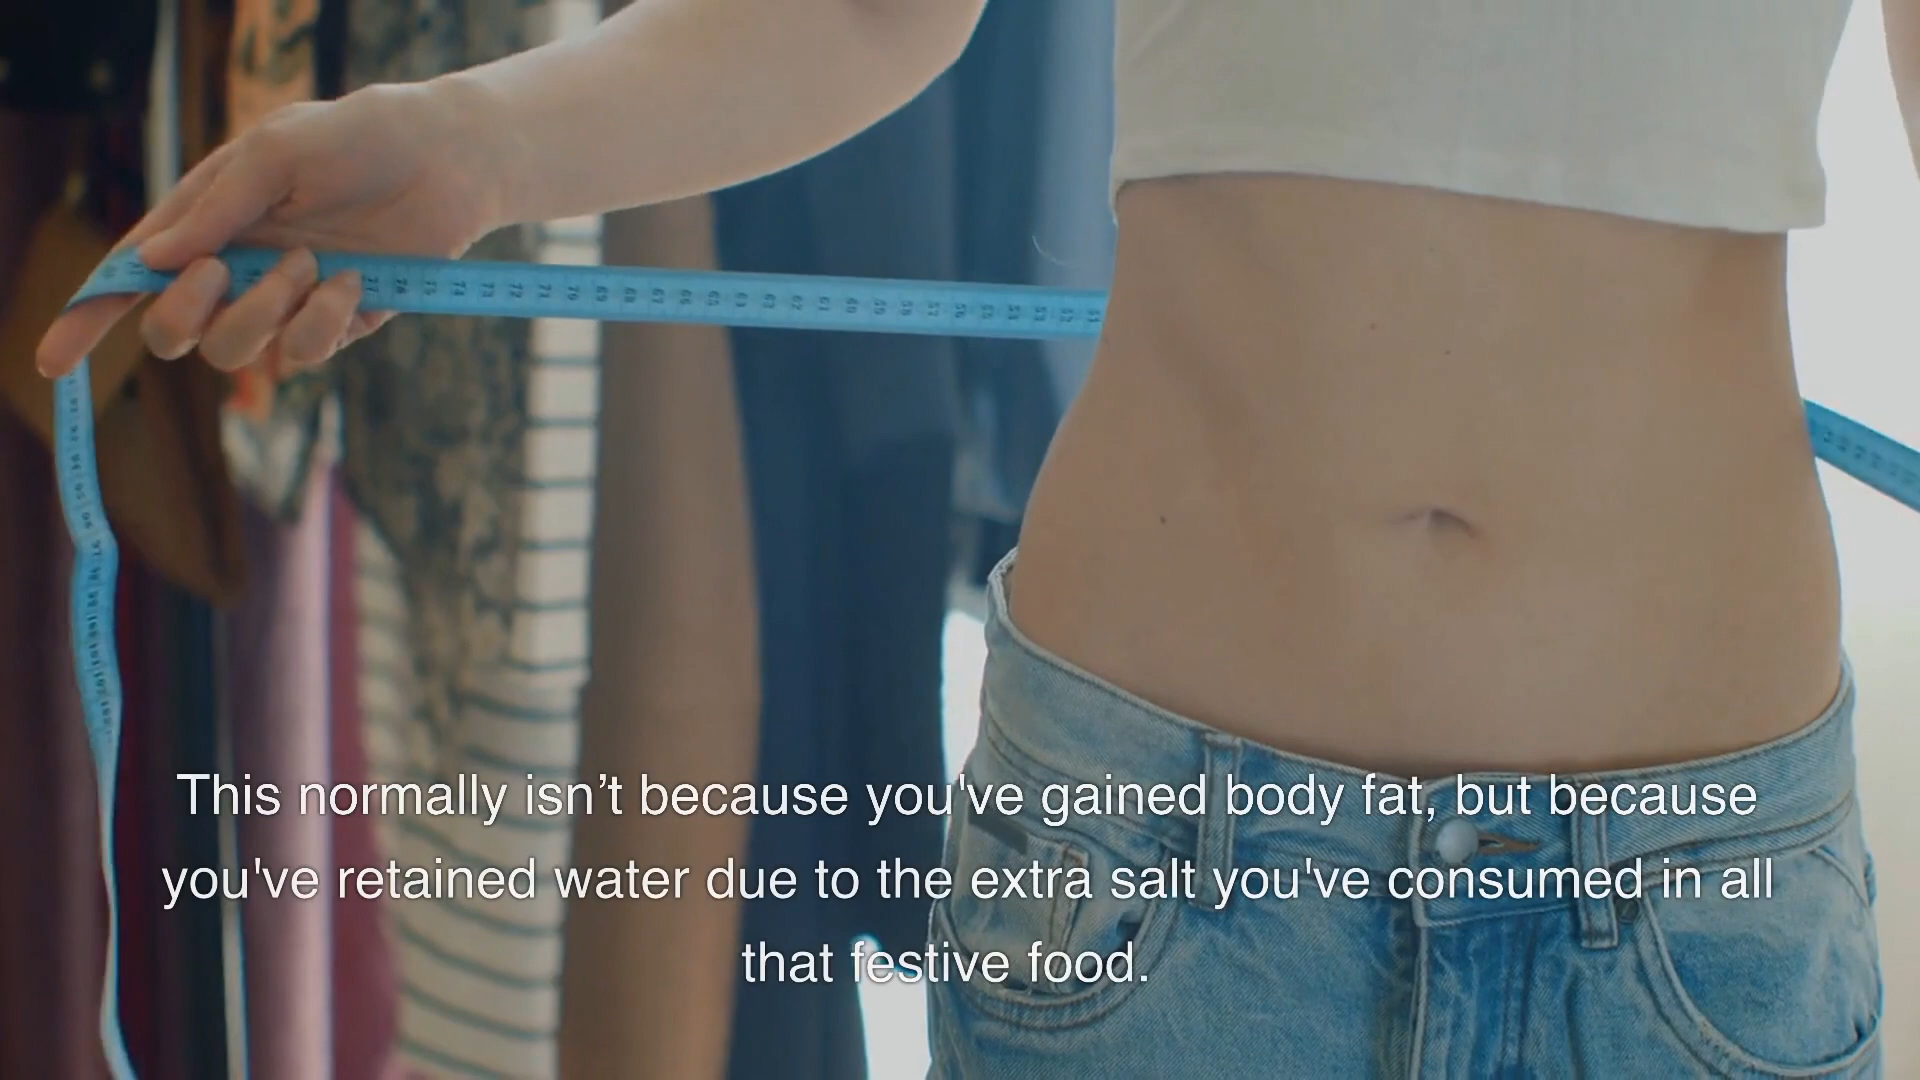 This normally isn’t because you've gained body fat, but because
you've retained water due to the extra salt you've consumed in all
that festive food.